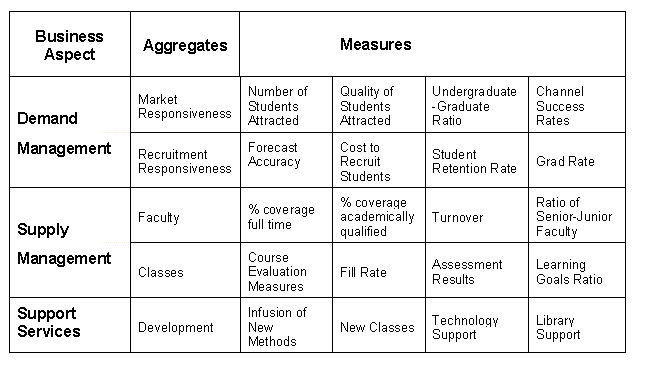 Business
Aspect
Aggregates
Measures
Demand
Management
Market
Responsiveness
Number of
Students
Attracted
Quality of
Students
Attracted
Undergraduate
-Graduate
Ratio
Channel
Success
Rates
Recruitment
Responsiveness
Forecast
Accuracy
Cost to
Recruit
Students
Student
Retention Rate
Grad Rate
Supply
Management
Faculty
% coverage
full time
% coverage
academically
qualified
Turnover
Ratio of
Senior-Junior
Faculty
Classes
Course
Evaluation
Measures
Fill Rate
Assessment
Results
Learning
Goals Ratio
Support
Services
Development
Infusion of
New
Methods
New Classes
Technology
Support
Library
Support